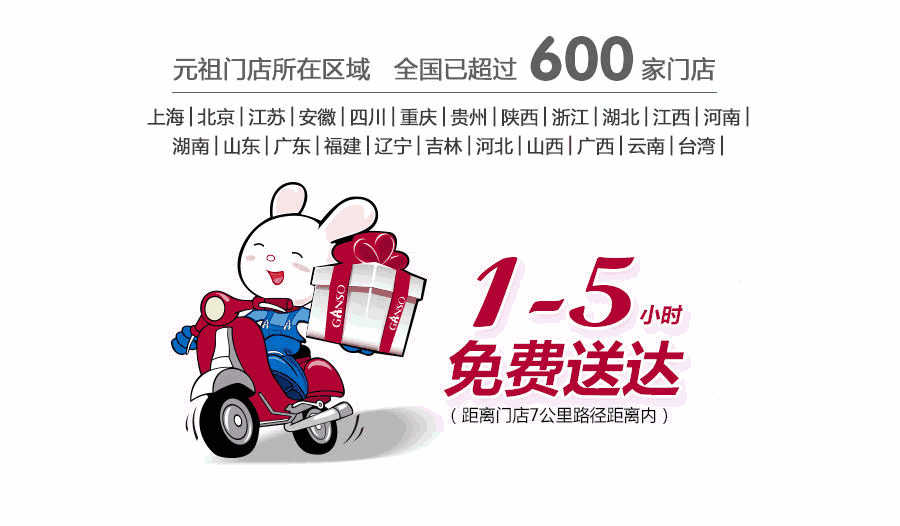 元祖门店所在区域 全国已超过 600 家门店
上海|北京|江苏|安徽|四川|重庆|贵州|陕西|浙江|湖北|江西|河南|
湖南|山东|广东|福建|辽宁|吉林|河北|山西|广西|云南|台湾|
GANSO GANSO
1-5小时
免费送达
(距离门店7公里路径距离内)